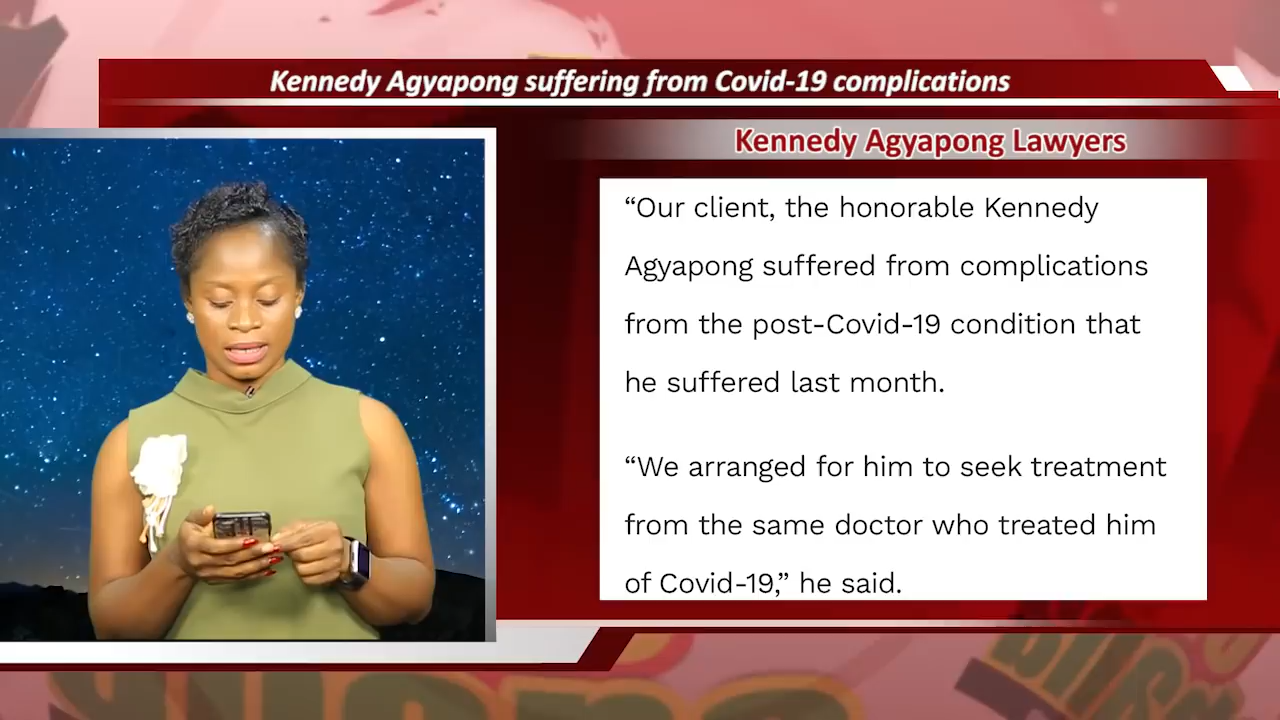 Kennedy Agyapong suffering from Covid-19 complications
Kennedy Agyapong Lawyers
“Our client, the honorable Kennedy
Agyapong suffered from complications
from the post-Covid-19 condition that
he suffered last month.
“We arranged for him to seek treatment
from the same doctor who treated him
of Covid-19,” he said.